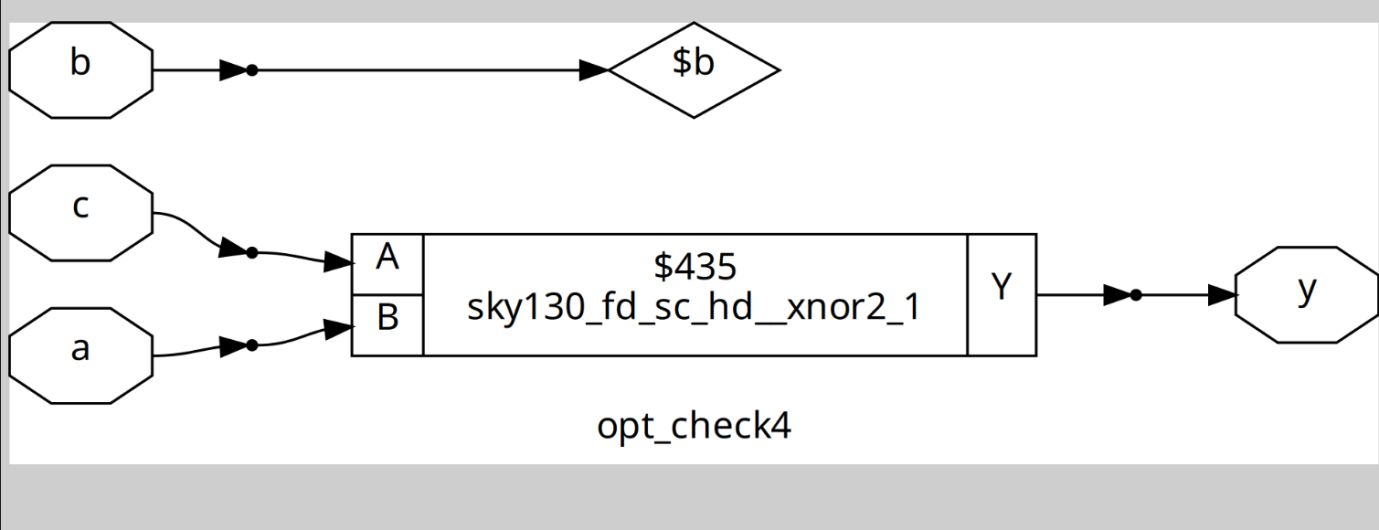 b
$b
c
a
A
B
$435
sky130_fd_sc_hd__xnor2_1
Y
y
opt_check4